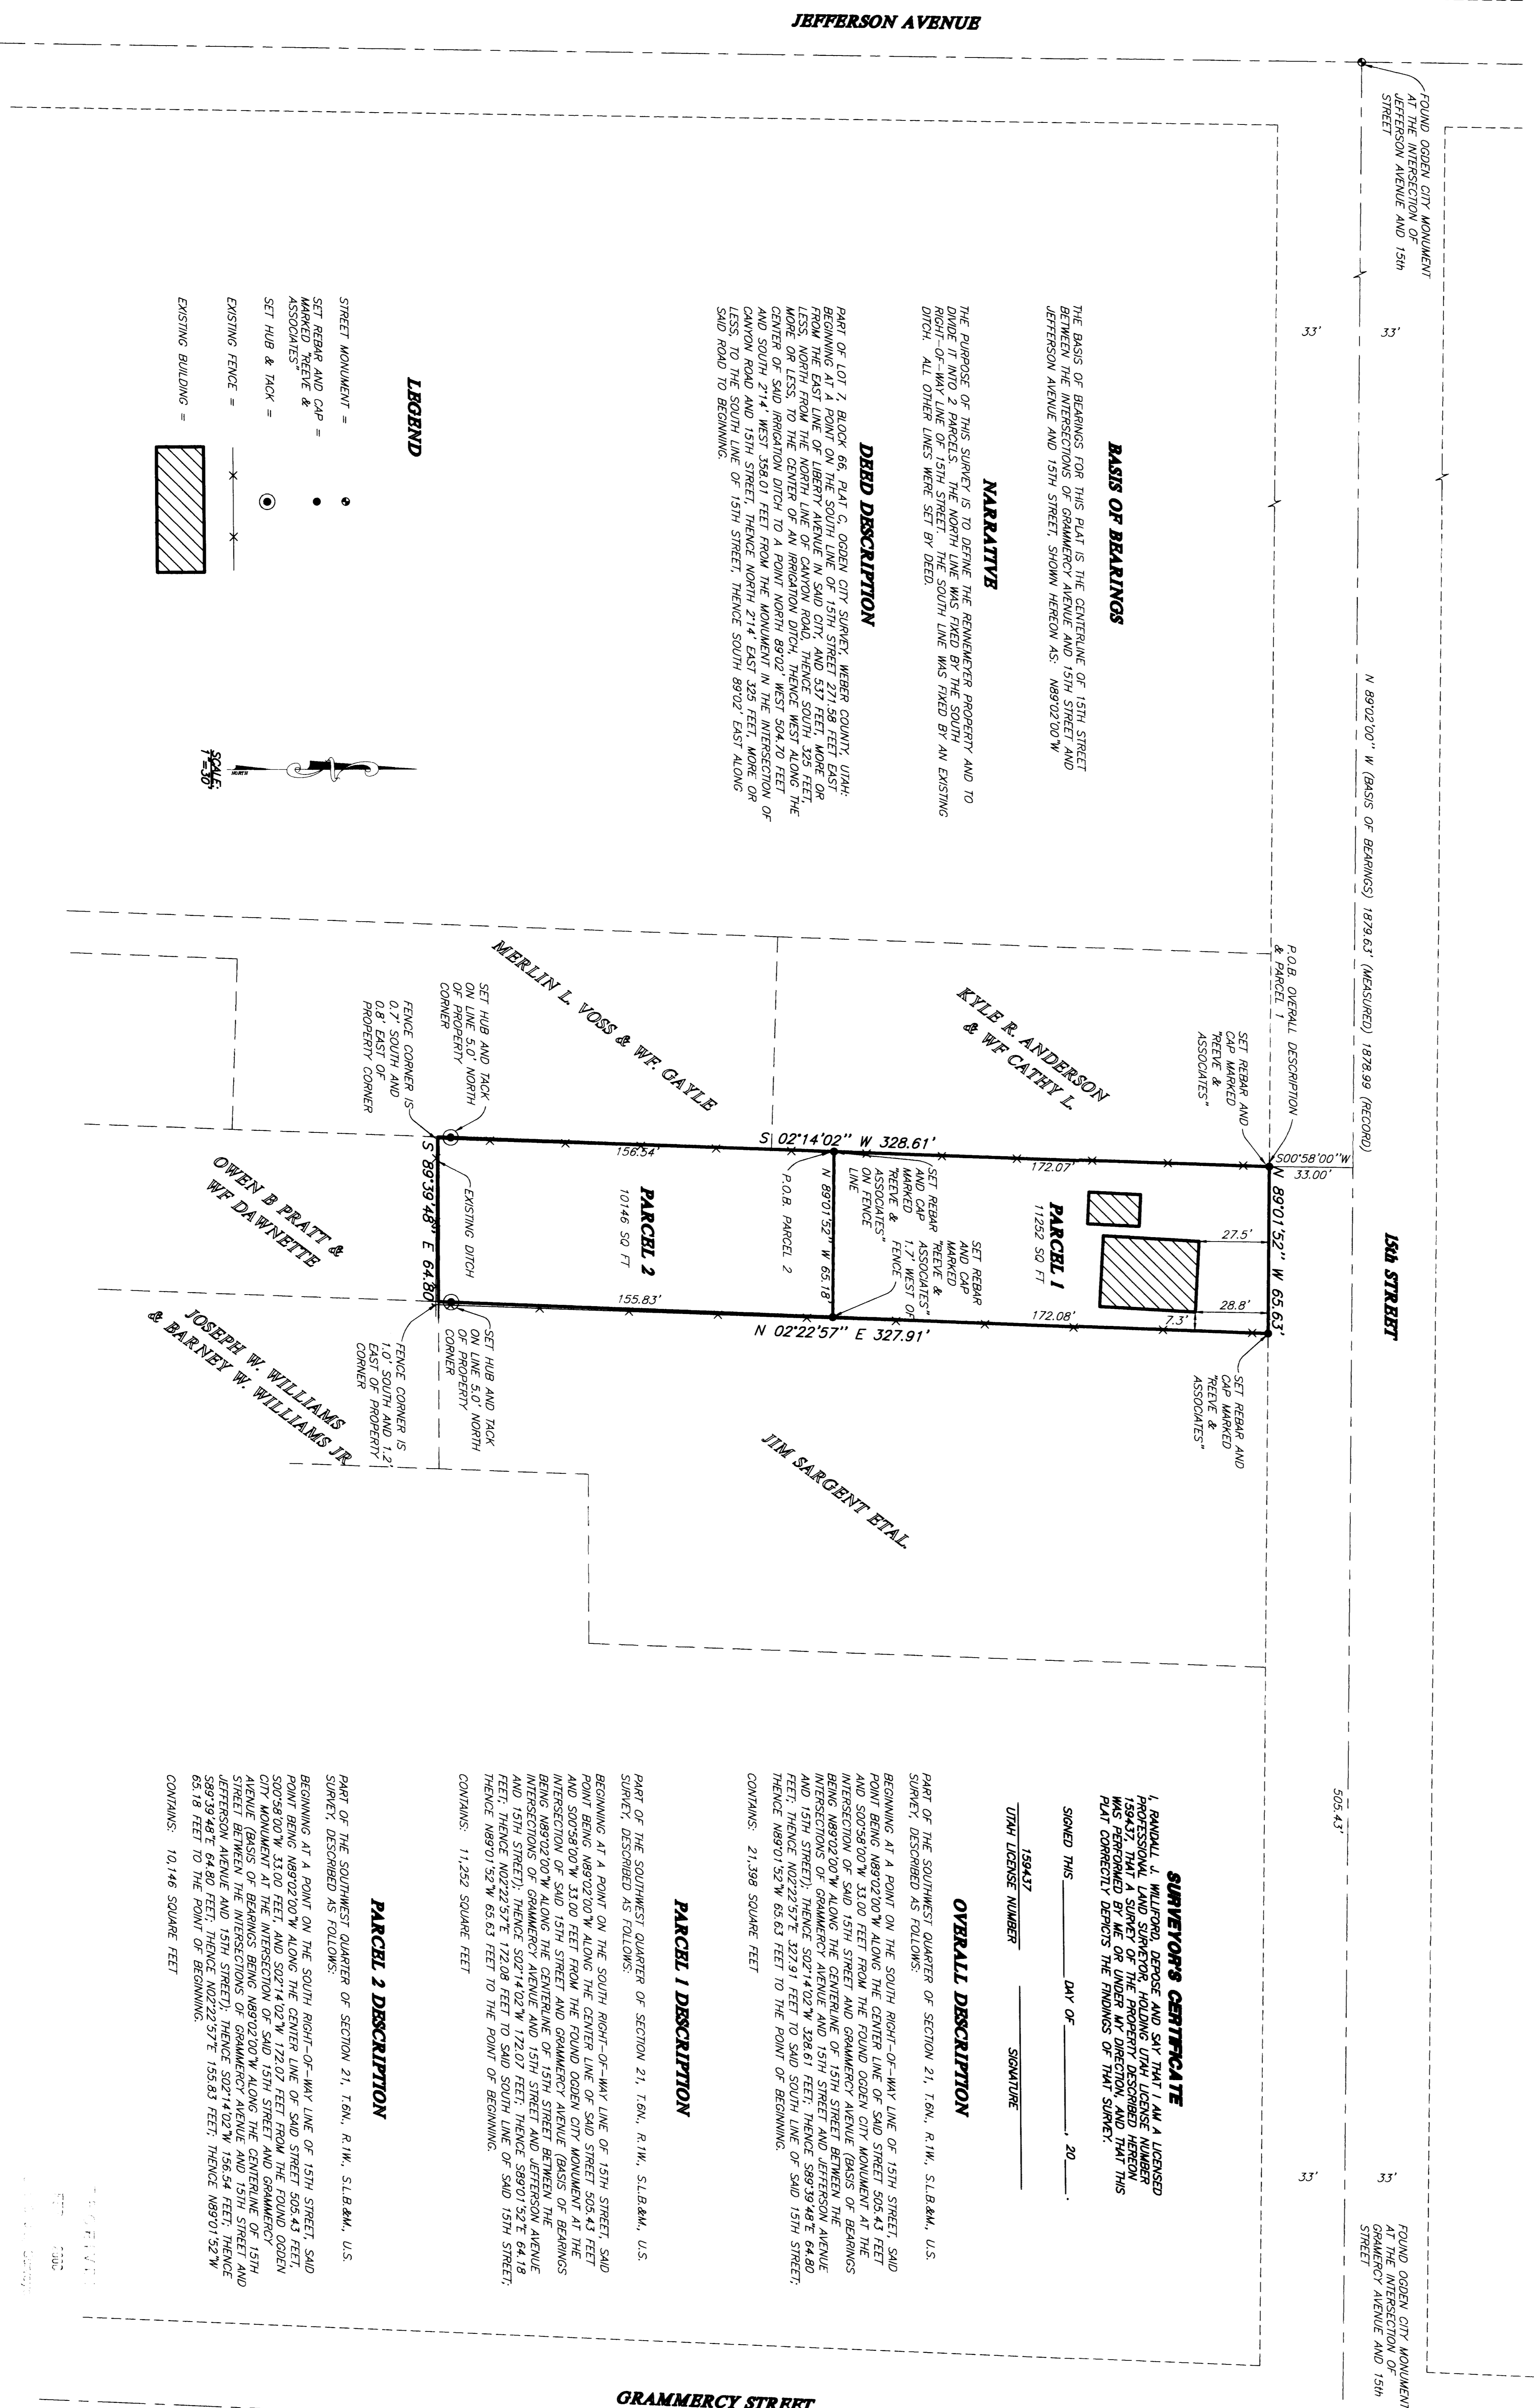 JEFFERSON AVENUE
FOUND OGDEN CITY MONUMENT
AT THE INTERSECTION OF
JEFFERSON AVENUE AND 15th
STREET
33'
33'
N 89°02'00" W (BASIS OF BEARINGS) 1879.63' (MEASURED) 1878.99 (RECORD)
15th STREET
505.43'
33'
33'
FOUND OGDEN CITY MONUMENT
AT THE INTERSECTION OF
GRAMERCY AVENUE AND 15th
STREET
GRAMMERCY STREET
BASIS OF BEARINGS
THE BASIS OF BEARINGS FOR THIS PLAT IS THE CENTERLINE OF 15TH STREET
BETWEEN THE INTERSECTIONS OF GRAMMERCY AVENUE AND 15TH STREET AND
JEFFERSON AVENUE AND 15TH STREET, SHOWN HEREON AS: N89°02'00"W
NARRATIVE
THE PURPOSE OF THIS SURVEY IS TO DEFINE THE RENNEMEYER PROPERTY AND TO
DIVIDE IT INTO 2 PARCELS. THE NORTH LINE WAS FIXED BY THE SOUTH
RIGHT-OF-WAY LINE OF 15TH STREET. THE SOUTH LINE WAS FIXED BY AN EXISTING
DITCH. ALL OTHER LINES WERE SET BY DEED.
DEED DESCRIPTION
PART OF LOT 7, BLOCK 66, PLAT C, OGDEN CITY SURVEY, WEBER COUNTY, UTAH:
BEGINNING AT A POINT ON THE SOUTH LINE OF 15TH STREET 271.58 FEET EAST
FROM THE EAST LINE OF LIBERTY AVENUE IN SAID CITY, AND 537 FEET, MORE OR
LESS, NORTH FROM THE NORTH LINE OF CANYON ROAD, THENCE SOUTH 325 FEET,
MORE OR LESS, TO THE CENTER OF AN IRRIGATION DITCH, THENCE WEST ALONG THE
CENTER OF SAID IRRIGATION DITCH TO A POINT NORTH 89°02' WEST 504.70 FEET
AND SOUTH 2°14' WEST 358.01 FEET FROM THE MONUMENT IN THE INTERSECTION OF
CANYON ROAD AND 15TH STREET, THENCE NORTH 2°14' EAST 325 FEET, MORE OR
LESS, TO THE SOUTH LINE OF 15TH STREET, THENCE SOUTH 89°02' EAST ALONG
SAID ROAD TO BEGINNING.
LEGEND
STREET MONUMENT =
SET REBAR AND CAP =
MARKED "REEVE &
ASSOCIATES"
SET HUB & TACK =
EXISTING FENCE =
EXISTING BUILDING =
NORTH
SCALE:
1"=30'
P.O.B. OVERALL DESCRIPTION
& PARCEL 1
SET REBAR AND
CAP MARKED
"REEVE &
ASSOCIATES"
S00°58'00"W
33.00'
N 89°01'52" W 65.63'
27.5'
28.8'
7.3'
SET REBAR AND
CAP MARKED
"REEVE &
ASSOCIATES"
KYLE R. ANDERSON
& WF CATHY L.
172.07'
PARCEL 1
11252 SQ FT
172.08'
SET REBAR
AND CAP
MARKED
"REEVE &
ASSOCIATES"
ON FENCE
LINE
SET REBAR
AND CAP
MARKED
"REEVE &
ASSOCIATES"
1.7' WEST OF
FENCE
S 02°14'02" W 328.61'
N 89°01'52" W 65.18'
N 02°22'57" E 327.91'
P.O.B. PARCEL 2
MERLIN L. VOSS & WF. GAYLE
156.54'
PARCEL 2
10146 SQ FT
155.83'
JIM SARGENT ETAL.
SET HUB AND TACK
ON LINE 5.0' NORTH
OF PROPERTY
CORNER
EXISTING DITCH
SET HUB AND TACK
ON LINE 5.0' NORTH
OF PROPERTY
CORNER
S 89°39'48" E 64.80'
FENCE CORNER IS
0.7' SOUTH AND
0.8' EAST OF
PROPERTY CORNER
FENCE CORNER IS
1.0' SOUTH AND 1.2'
EAST OF PROPERTY
CORNER
OWEN B PRATT &
WF DAWNETTE
JOSEPH W. WILLIAMS
& BARNEY W. WILLIAMS JR
SURVEYOR'S CERTIFICATE
I, RANDALL J. WILLIFORD, DEPOSE AND SAY THAT I AM A LICENSED
PROFESSIONAL LAND SURVEYOR, HOLDING UTAH LICENSE NUMBER
159437, THAT A SURVEY OF THE PROPERTY DESCRIBED HEREON
WAS PERFORMED BY ME OR UNDER MY DIRECTION, AND THAT THIS
PLAT CORRECTLY DEPICTS THE FINDINGS OF THAT SURVEY.
SIGNED THIS ______ DAY OF ______, 20____.
159437
UTAH LICENSE NUMBER
SIGNATURE
OVERALL DESCRIPTION
PART OF THE SOUTHWEST QUARTER OF SECTION 21, T.6N., R.1W., S.L.B.&M., U.S.
SURVEY, DESCRIBED AS FOLLOWS:
BEGINNING AT A POINT ON THE SOUTH RIGHT-OF-WAY LINE OF 15TH STREET, SAID
POINT BEING N89°02'00"W ALONG THE CENTER LINE OF SAID STREET 505.43 FEET
AND S00°58'00"W 33.00 FEET FROM THE FOUND OGDEN CITY MONUMENT AT THE
INTERSECTION OF SAID 15TH STREET AND GRAMMERCY AVENUE (BASIS OF BEARINGS
BEING N89°02'00"W ALONG THE CENTERLINE OF 15TH STREET BETWEEN THE
INTERSECTIONS OF GRAMMERCY AVENUE AND 15TH STREET AND JEFFERSON AVENUE
AND 15TH STREET); THENCE S02°14'02"W 328.61 FEET; THENCE S89°39'48"E 64.80
FEET; THENCE N02°22'57"E 327.91 FEET TO SAID SOUTH LINE OF SAID 15TH STREET;
THENCE N89°01'52"W 65.63 FEET TO THE POINT OF BEGINNING.
CONTAINS: 21,398 SQUARE FEET
PARCEL 1 DESCRIPTION
PART OF THE SOUTHWEST QUARTER OF SECTION 21, T.6N., R.1W., S.L.B.&M., U.S.
SURVEY, DESCRIBED AS FOLLOWS:
BEGINNING AT A POINT ON THE SOUTH RIGHT-OF-WAY LINE OF 15TH STREET, SAID
POINT BEING N89°02'00"W ALONG THE CENTER LINE OF SAID STREET 505.43 FEET
AND S00°58'00"W 33.00 FEET FROM THE FOUND OGDEN CITY MONUMENT AT THE
INTERSECTION OF SAID 15TH STREET AND GRAMMERCY AVENUE (BASIS OF BEARINGS
BEING N89°02'00"W ALONG THE CENTERLINE OF 15TH STREET BETWEEN THE
INTERSECTIONS OF GRAMMERCY AVENUE AND 15TH STREET AND JEFFERSON AVENUE
AND 15TH STREET); THENCE S02°14'02"W 172.07 FEET; THENCE S89°01'52"E 64.18
FEET; THENCE N02°22'57"E 172.08 FEET TO SAID SOUTH LINE OF SAID 15TH STREET;
THENCE N89°01'52"W 65.63 FEET TO THE POINT OF BEGINNING.
CONTAINS: 11,252 SQUARE FEET
PARCEL 2 DESCRIPTION
PART OF THE SOUTHWEST QUARTER OF SECTION 21, T.6N., R.1W., S.L.B.&M., U.S.
SURVEY, DESCRIBED AS FOLLOWS:
BEGINNING AT A POINT ON THE SOUTH RIGHT-OF-WAY LINE OF 15TH STREET, SAID
POINT BEING N89°02'00"W ALONG THE CENTER LINE OF SAID STREET 505.43 FEET,
S00°58'00"W 33.00 FEET, AND S02°14'02"W 172.07 FEET FROM THE FOUND OGDEN
CITY MONUMENT AT THE INTERSECTION OF SAID 15TH STREET AND GRAMMERCY
AVENUE (BASIS OF BEARINGS BEING N89°02'00"W ALONG THE CENTERLINE OF 15TH
STREET BETWEEN THE INTERSECTIONS OF GRAMMERCY AVENUE AND 15TH STREET AND
JEFFERSON AVENUE AND 15TH STREET); THENCE S02°14'02"W 156.54 FEET; THENCE
S89°39'48"E 64.80 FEET; THENCE N02°22'57"E 155.83 FEET; THENCE N89°01'52"W
65.18 FEET TO THE POINT OF BEGINNING.
CONTAINS: 10,146 SQUARE FEET